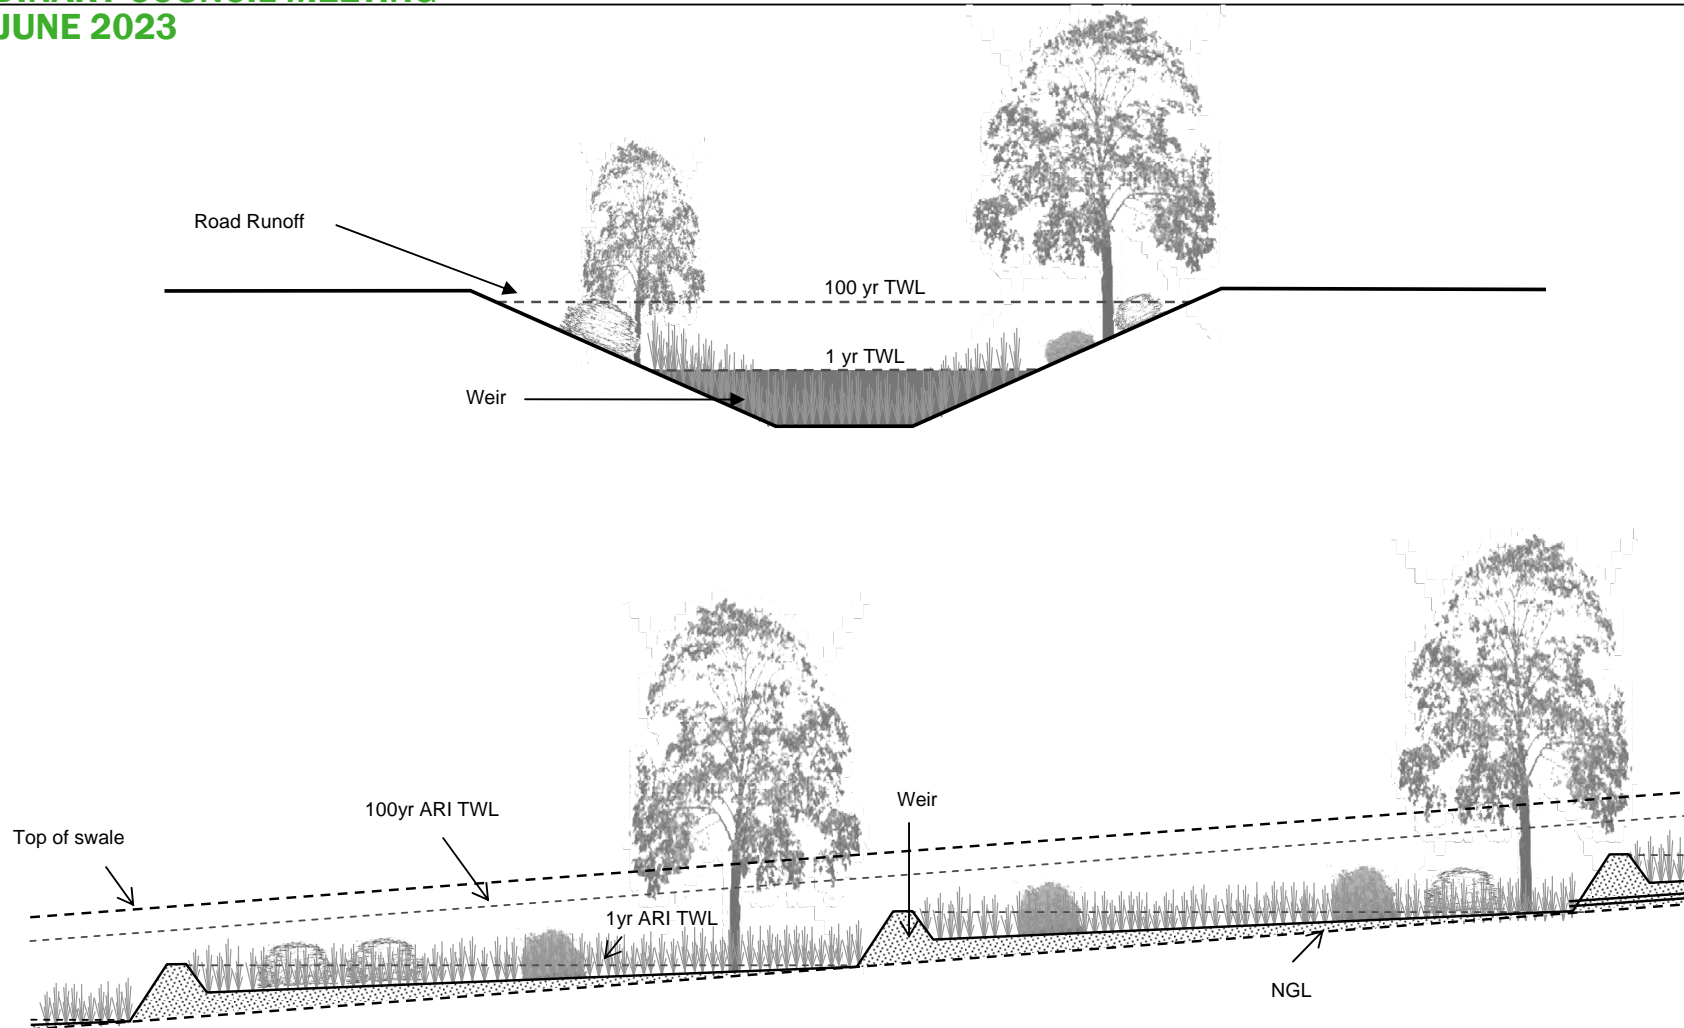 JUNE 2023
Road Runoff
100 yr TWL
1 yr TWL
Weir
100yr ARI TWL
Weir
Top of swale
1yr ARI TWL
NGL